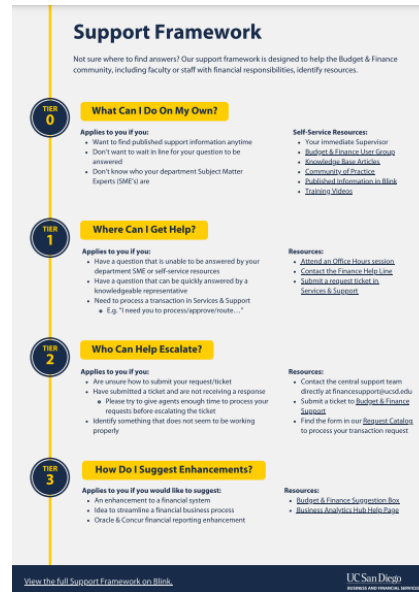 Support Framework
Not sure where to find answers? Our support framework is designed to help the Budget & Finance
community, including faculty or staff with financial responsibilities, identify resources.
TIER
0
What Can I Do On My Own?
Applies to you if you:
• Want to find published support information anytime
• Don't want to wait in line for your question to be
answered
• Don't know who your department Subject Matter
Experts (SME's) are
Self-Service Resources:
• Your immediate Supervisor
• Budget & Finance User Group
• Knowledge Base Articles
• Community of Practice
• Published Information in Blink
• Training Videos
TIER
1
Where Can I Get Help?
Applies to you if you:
• Have a question that is unable to be answered by your
department SME or self-service resources
• Have a question that can be quickly answered by a
knowledgeable representative
• Need to process a transaction in Services & Support
E.g. "I need you to process/approve/route…"
Resources:
• Attend an Office Hours session
• Contact the Finance Help Line
• Submit a request ticket in
Services & Support
TIER
2
Who Can Help Escalate?
Applies to you if you:
• Are unsure how to submit your request/ticket
• Have submitted a ticket and are not receiving a response
Please try to give agents enough time to process your
requests before escalating the ticket
• Identify something that does not seem to be working
properly
Resources:
• Contact the central support team
directly at financesupport@ucsd.edu
• Submit a ticket to Budget & Finance
Support
• Find the form in our Request Catalog
to process your transaction request
TIER
3
How Do I Suggest Enhancements?
Applies to you if you would like to suggest:
• An enhancement to a financial system
• Idea to streamline a financial business process
• Oracle & Concur financial reporting enhancement
Resources:
• Budget & Finance Suggestion Box
• Business Analytics Hub Help Page
View the full Support Framework on Blink.
UC San Diego
BUSINESS AND FINANCIAL SERVICES